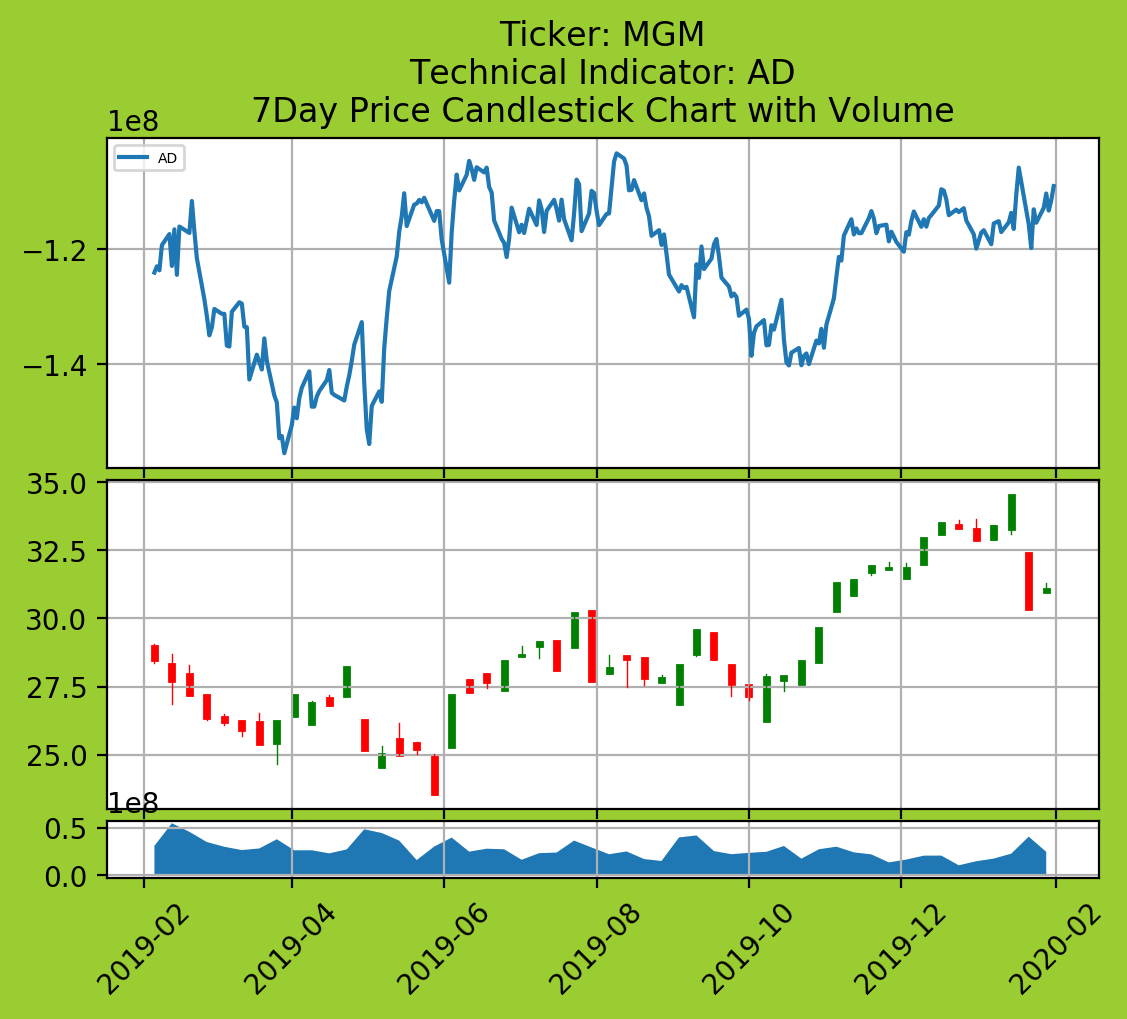 Ticker: MGM
Technical Indicator: AD
7Day Price Candlestick Chart with Volume
1e8
AD
−1.2
−1.4
35.0
32.5
30.0
27.5
25.0
1e8
0.5
0.0
2019-02
2019-04
2019-06
2019-08
2019-10
2019-12
2020-02